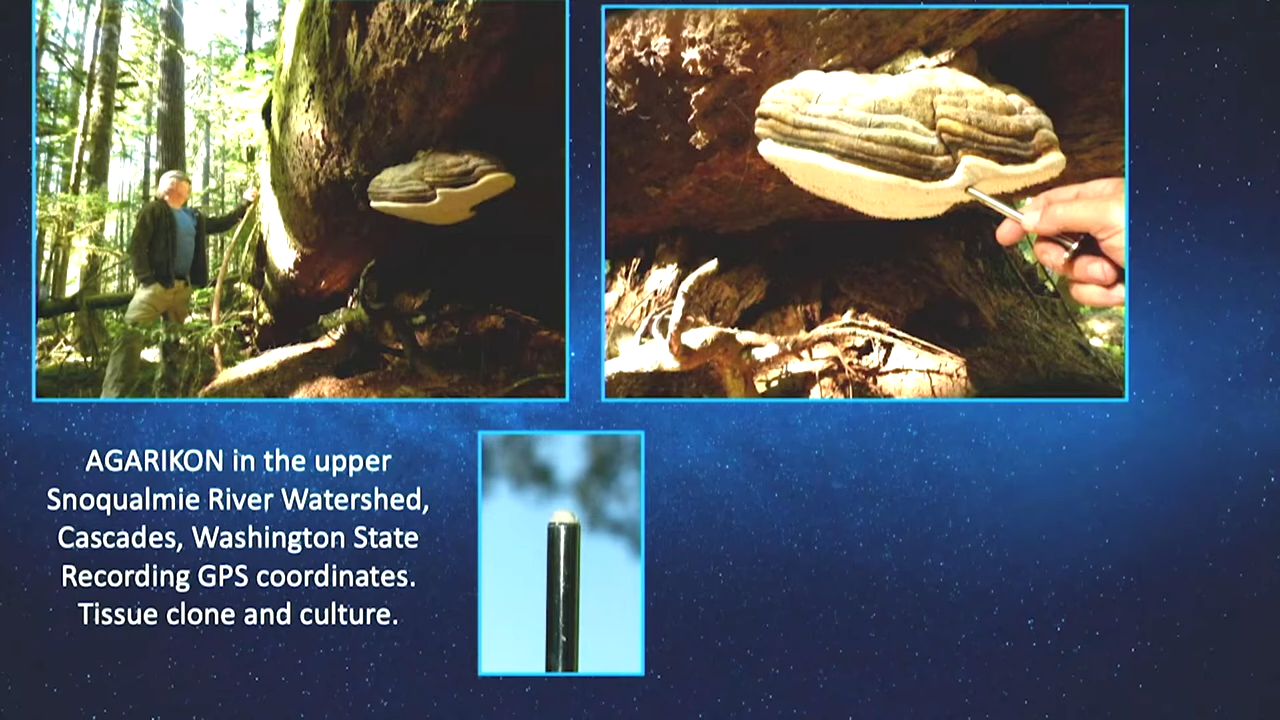 AGARIKON in the upper
Snoqualmie River Watershed,
Cascades, Washington State
Recording GPS coordinates.
Tissue clone and culture.